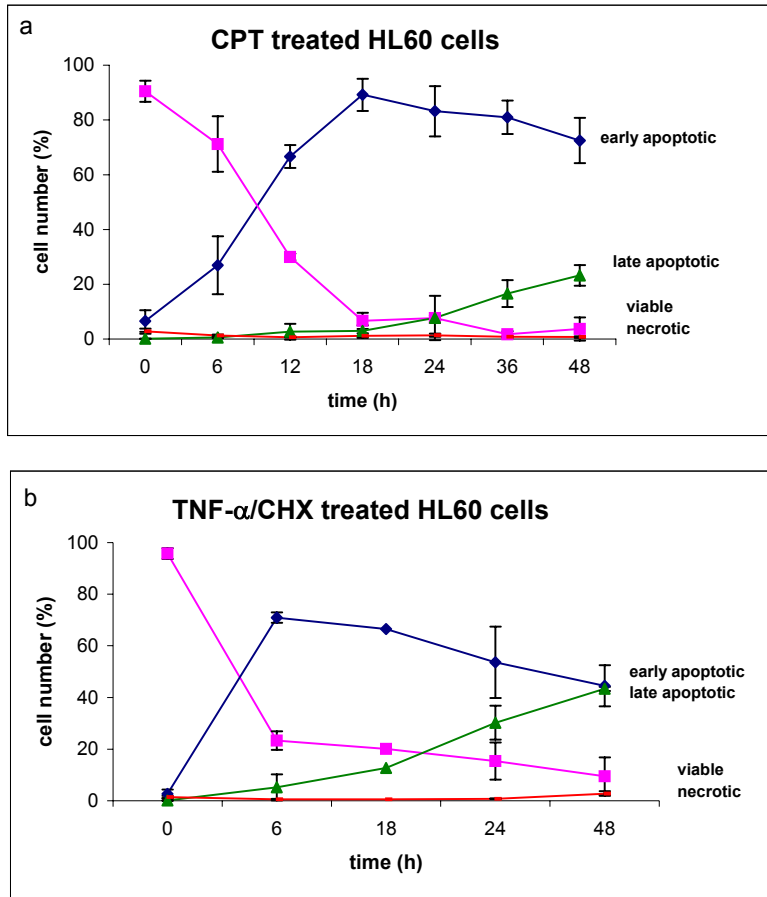 a
CPT treated HL60 cells
100
80
60
40
20
0
cell number (%)
0 6 12 18 24 36 48
time (h)
early apoptotic
late apoptotic
viable
necrotic
b
TNF-α/CHX treated HL60 cells
100
80
60
40
20
0
cell number (%)
0 6 18 24 48
time (h)
early apoptotic
late apoptotic
viable
necrotic